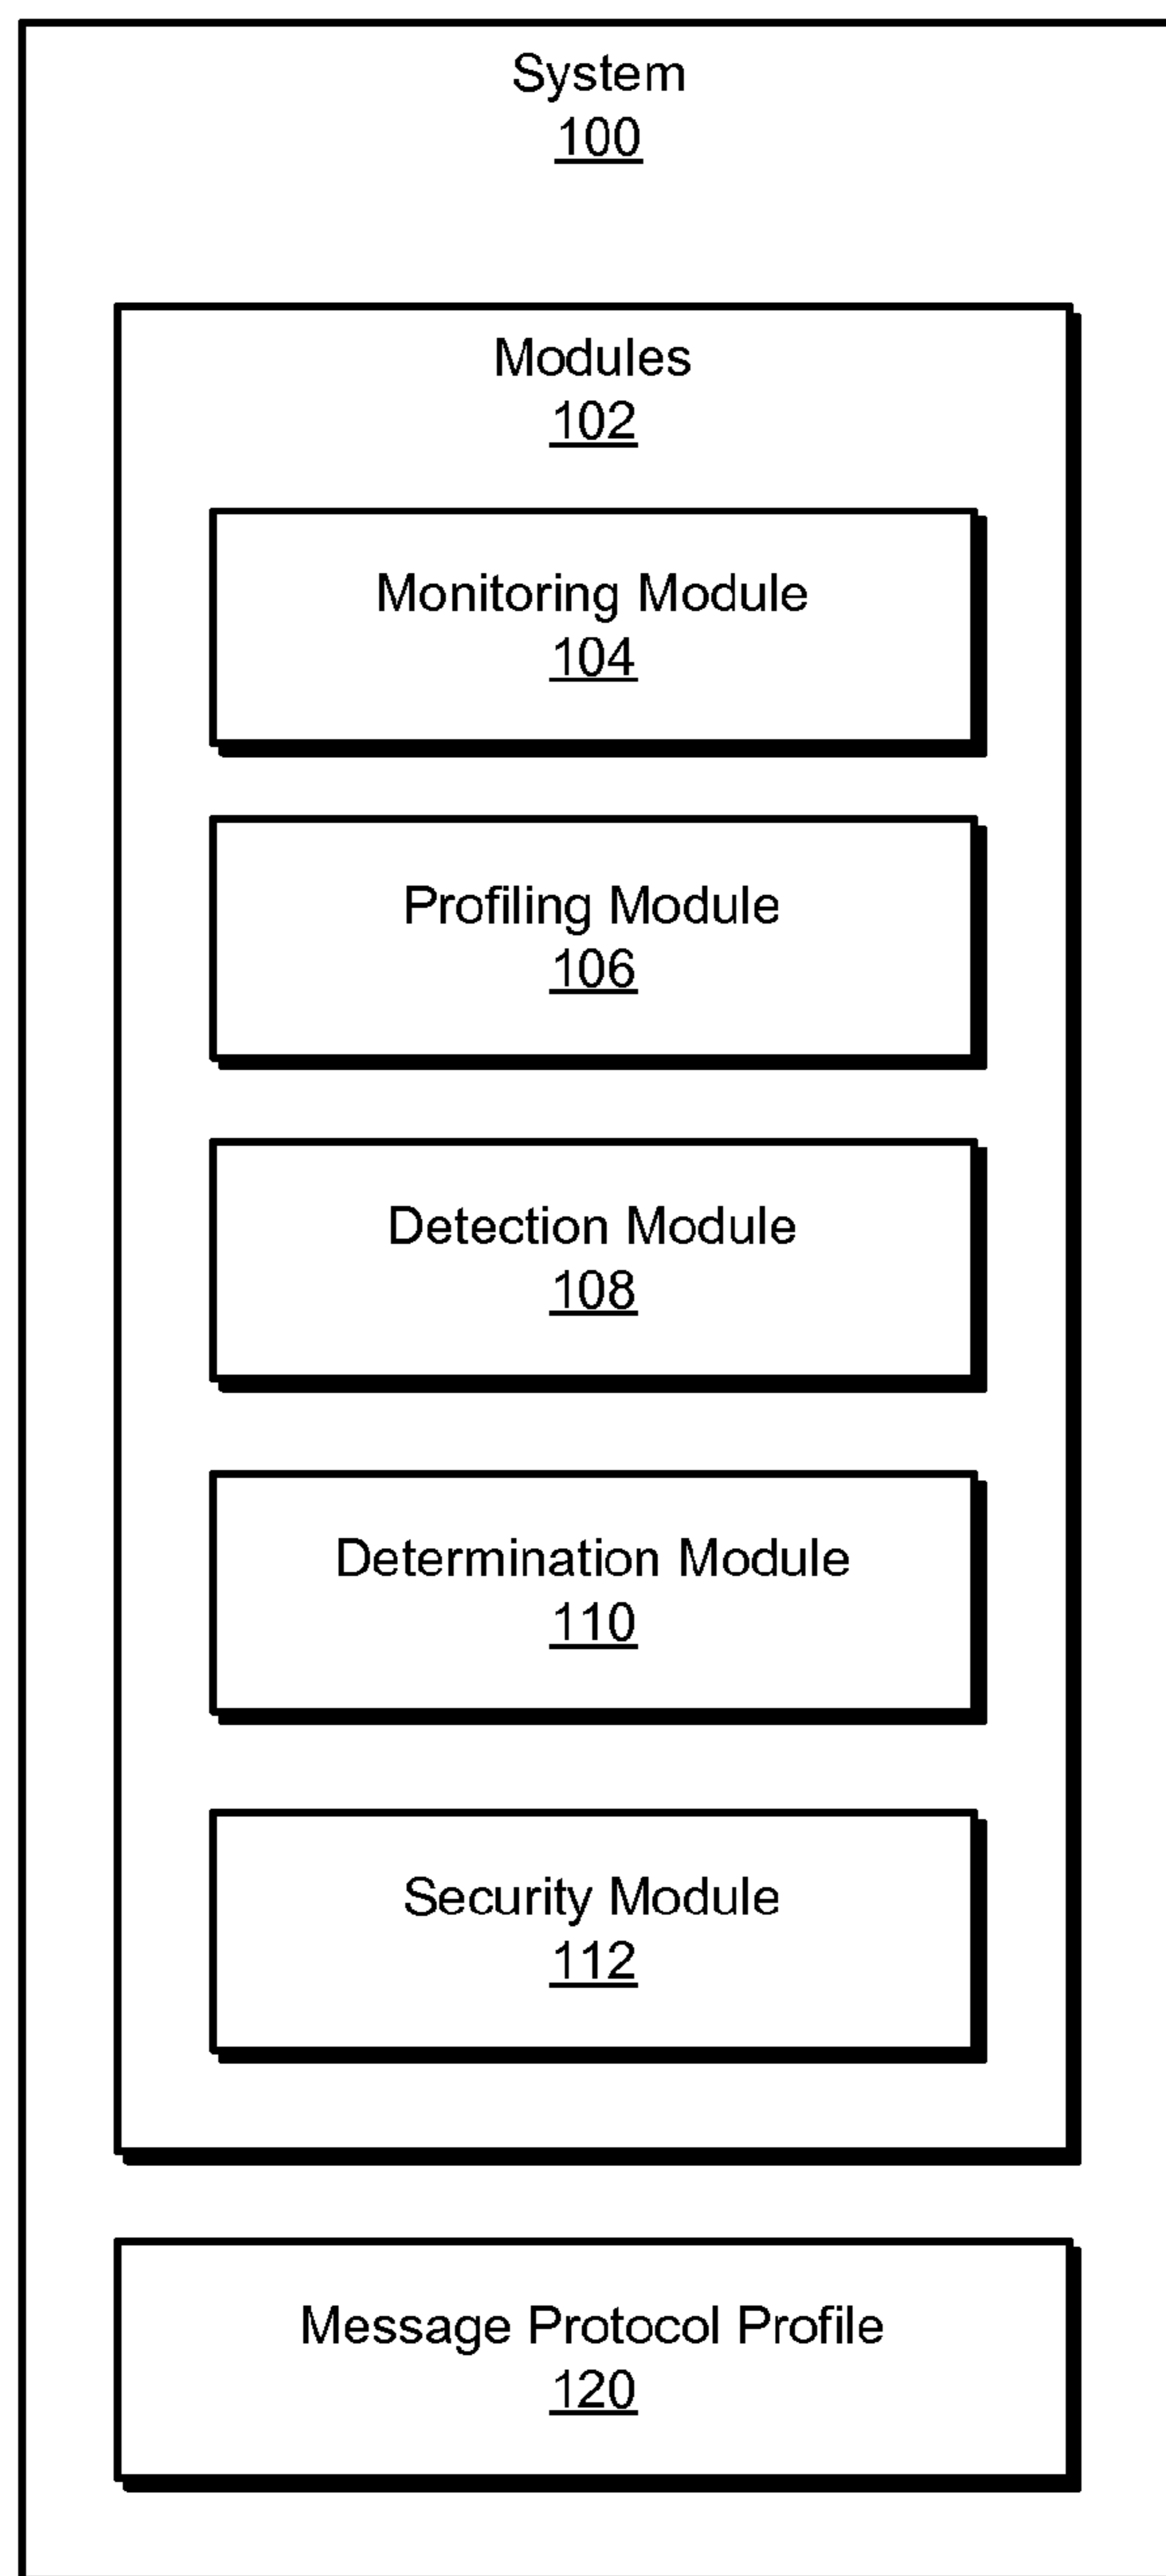 System
100
Modules
102
Monitoring Module
104
Profiling Module
106
Detection Module
108
Determination Module
110
Security Module
112
Message Protocol Profile
120